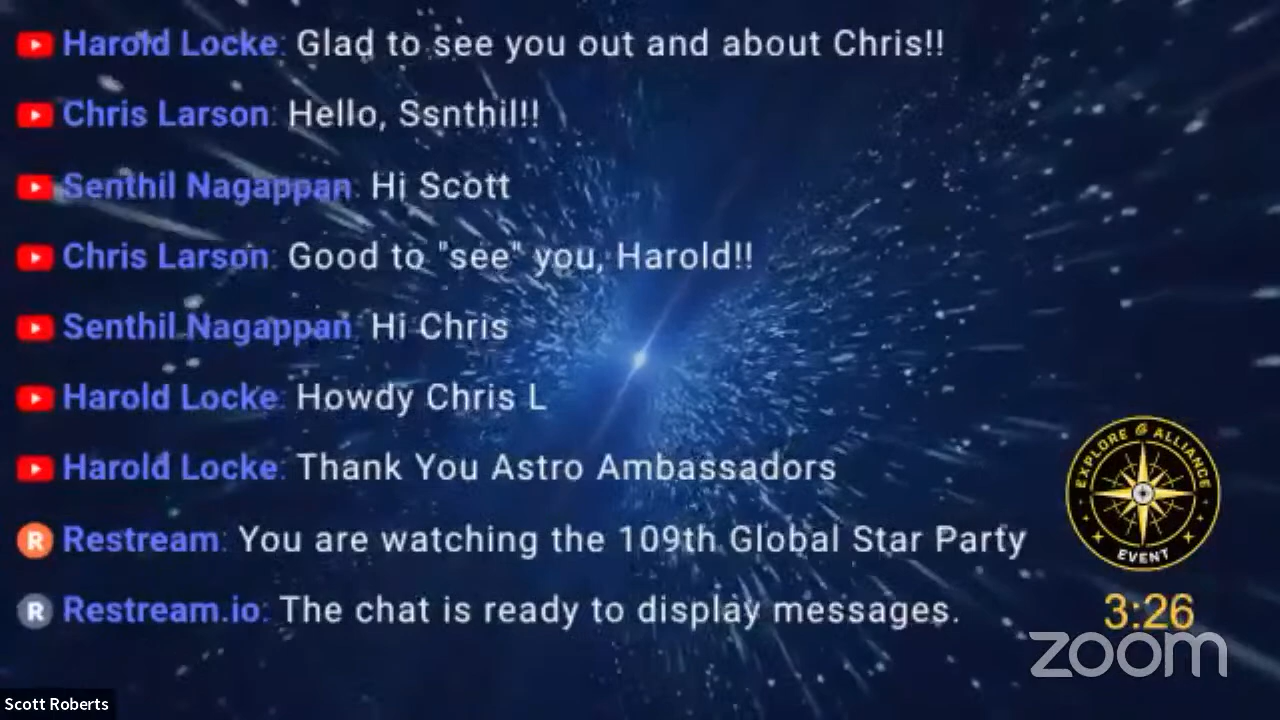 Harold Locke: Glad to see you out and about Chris!!
Chris Larson: Hello, Ssnthil!!
Senthil Nagappan: Hi Scott
Chris Larson: Good to "see" you, Harold!!
Senthil Nagappan: Hi Chris
Harold Locke: Howdy Chris L
Harold Locke: Thank You Astro Ambassadors
R Restream: You are watching the 109th Global Star Party
R Restream.io: The chat is ready to display messages.
EXPLORE ALLIANCE
EVENT
3:26
zoom
Scott Roberts